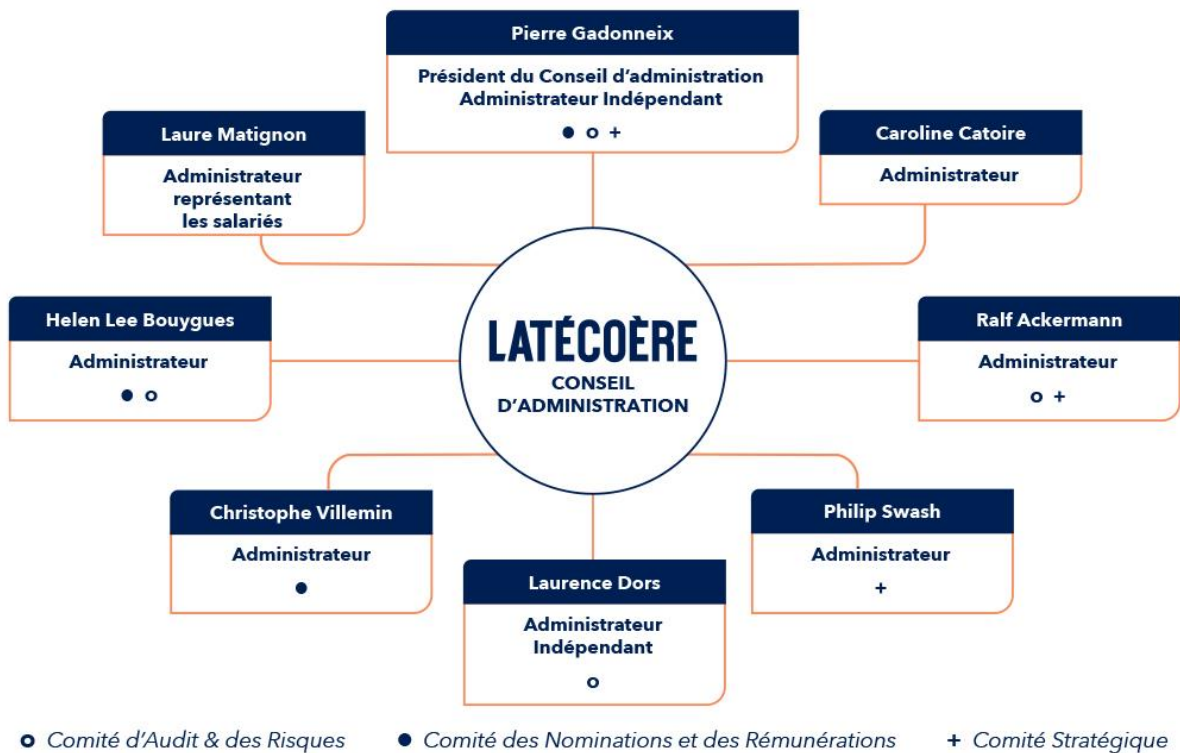 Pierre Gadonneix
Président du Conseil d'administration
Administrateur Indépendant
● o +
Laure Matignon
Administrateur
représentant
les salariés
Caroline Catoire
Administrateur
Helen Lee Bouygues
Administrateur
● o
LATÉCOÈRE
CONSEIL
D'ADMINISTRATION
Ralf Ackermann
Administrateur
o +
Christophe Villemin
Administrateur
●
Laurence Dors
Administrateur
Indépendant
o
Philip Swash
Administrateur
+
o Comité d'Audit & des Risques ● Comité des Nominations et des Rémunérations + Comité Stratégique